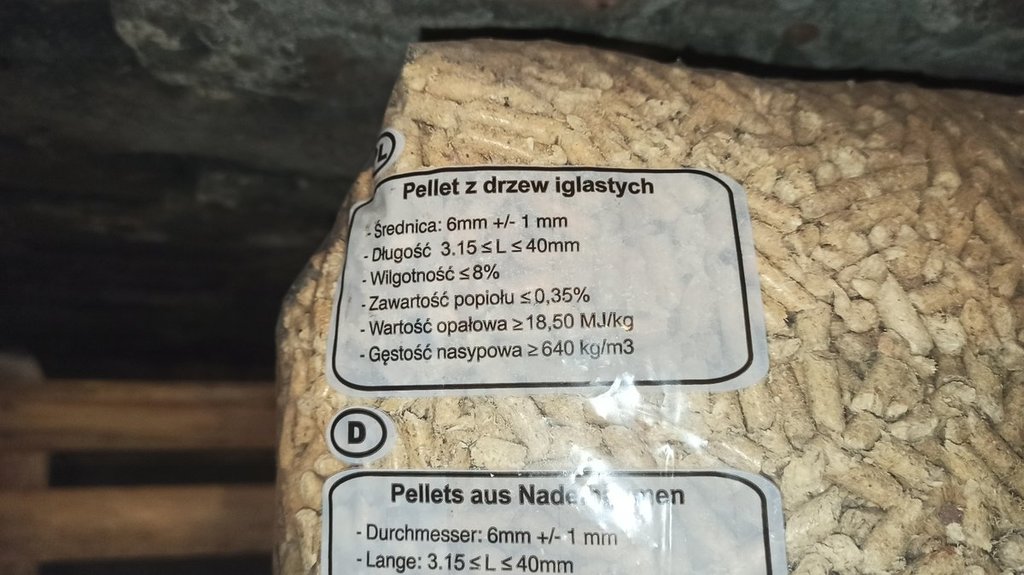 L
Pellet z drzew iglastych
- Średnica: 6mm +/- 1 mm
- Długość 3.15 ≤ L ≤ 40mm
- Wilgotność ≤ 8%
- Zawartość popiołu ≤ 0,35%
- Wartość opałowa ≥ 18,50 MJ/kg
- Gęstość nasypowa ≥ 640 kg/m3
D
Pellets aus
- Durchmesser: 6mm +/- 1 mm
- Lange: 3.15 ≤ L ≤ 40mm